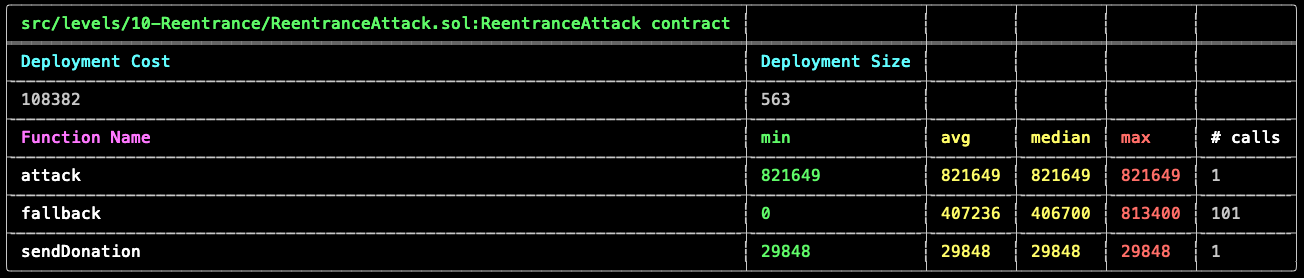 src/levels/10-Reentrance/ReentranceAttack.sol:ReentranceAttack contract
Deployment Cost Deployment Size
108382 563
Function Name min avg median max # calls
attack 821649 821649 821649 821649 1
fallback 0 407236 406700 813400 101
sendDonation 29848 29848 29848 29848 1